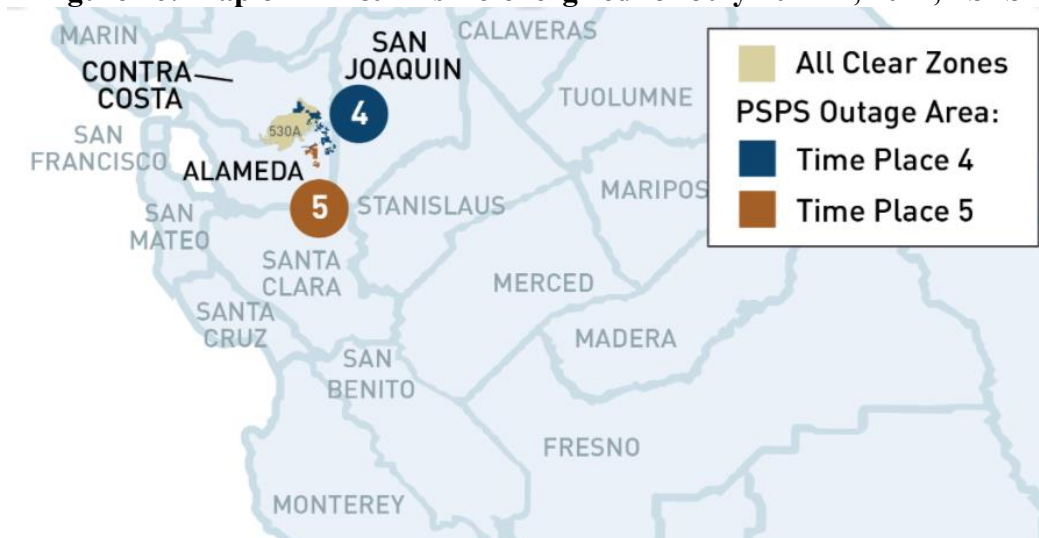 MARIN
CALAVERAS
SAN
JOAQUIN
CONTRA
COSTA
4
TUOLUMNE
530A
SAN
FRANCISCO
ALAMEDA
5
STANISLAUS
MARIPOS
SAN
MATEO
SANTA
CLARA
MERCED
SANTA
CRUZ
MADERA
SAN
BENITO
FRESNO
MONTEREY
All Clear Zones
PSPS Outage Area:
Time Place 4
Time Place 5